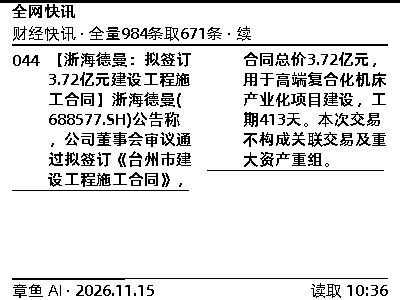 全网快讯
财经快讯 · 全量984条取671条 · 续
044 【浙海德曼：拟签订
3.72亿元建设工程施
工合同】浙海德曼(
688577.SH)公告称
，公司董事会审议通
过拟签订《台州市建
设工程施工合同》，
合同总价3.72亿元，
用于高端复合化机床
产业化项目建设，工
期413天。本次交易
不构成关联交易及重
大资产重组。
章鱼 AI · 2026.11.15
读取 10:36